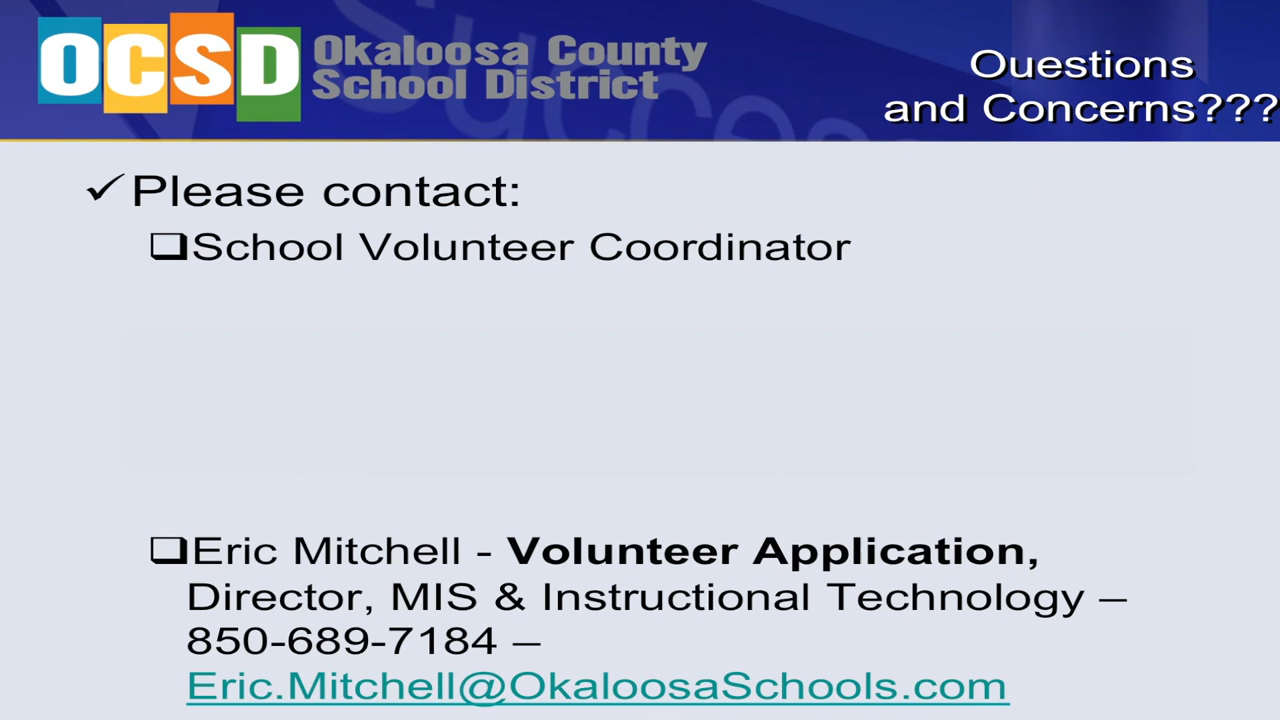 OCSD
Okaloosa County
School District
Success
Questions
and Concerns???
✓Please contact:
❑School Volunteer Coordinator
❑Eric Mitchell - Volunteer Application,
Director, MIS & Instructional Technology –
850-689-7184 –
Eric.Mitchell@OkaloosaSchools.com